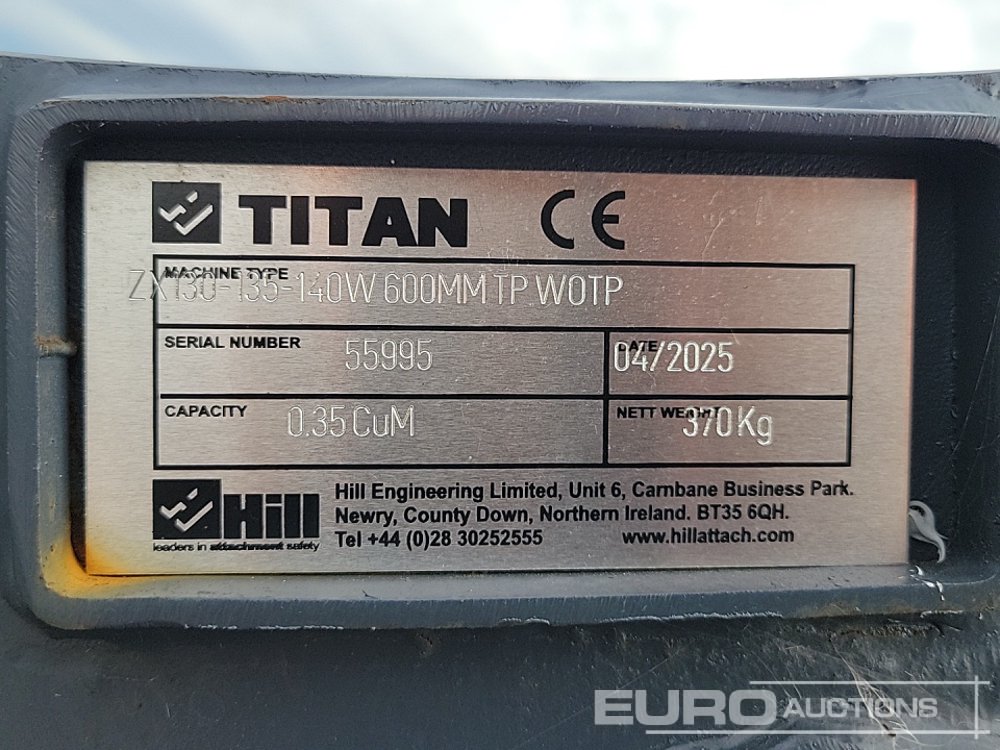 TITAN CE
MACHINE TYPE
ZX130-135-140W 600MM TP WOTP
SERIAL NUMBER 55995 DATE 04/2025
CAPACITY 0.35 CuM NETT WEIGHT 370Kg
Hill
leaders in attachment safety
Hill Engineering Limited, Unit 6, Carnbane Business Park.
Newry, County Down, Northern Ireland. BT35 6QH.
Tel +44 (0)28 30252555 www.hillattach.com
EURO AUCTIONS